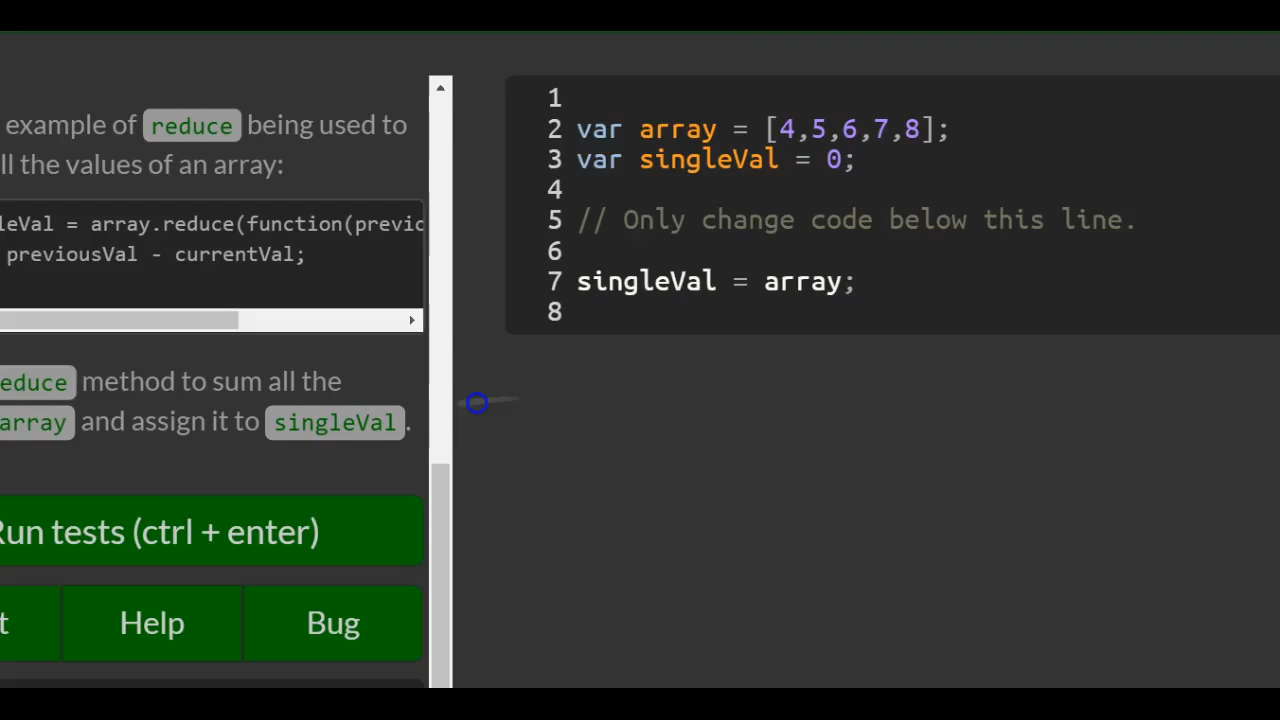 example of reduce being used to
ll the values of an array:
leVal = array.reduce(function(previo
previousVal - currentVal;
educe method to sum all the
array and assign it to singleVal.
Run tests (ctrl + enter)
t Help Bug
1
2 var array = [4,5,6,7,8];
3 var singleVal = 0;
4
5 // Only change code below this line.
6
7 singleVal = array;
8